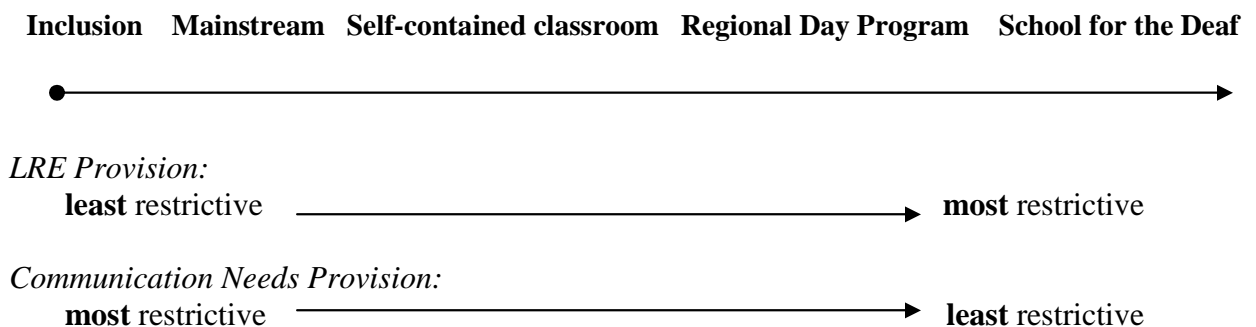 Inclusion Mainstream Self-contained classroom Regional Day Program School for the Deaf
LRE Provision:
least restrictive most restrictive
Communication Needs Provision:
most restrictive least restrictive